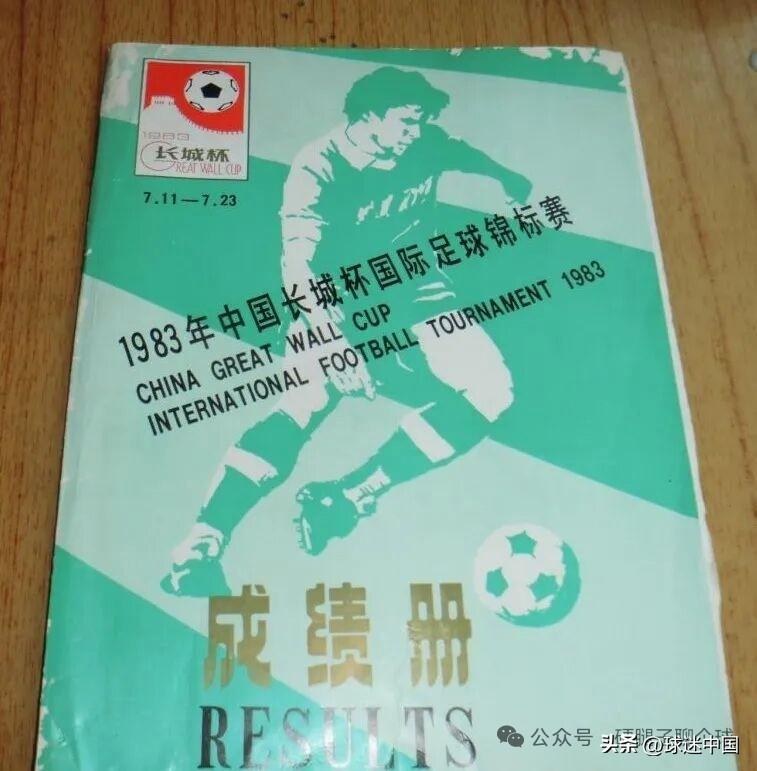 1983
长城杯
GREAT WALL CUP
7.11—7.23
1983年中国长城杯国际足球锦标赛
CHINA GREAT WALL CUP
INTERNATIONAL FOOTBALL TOURNAMENT 1983
成绩册
RESULTS
公众号
头条 @球迷中国